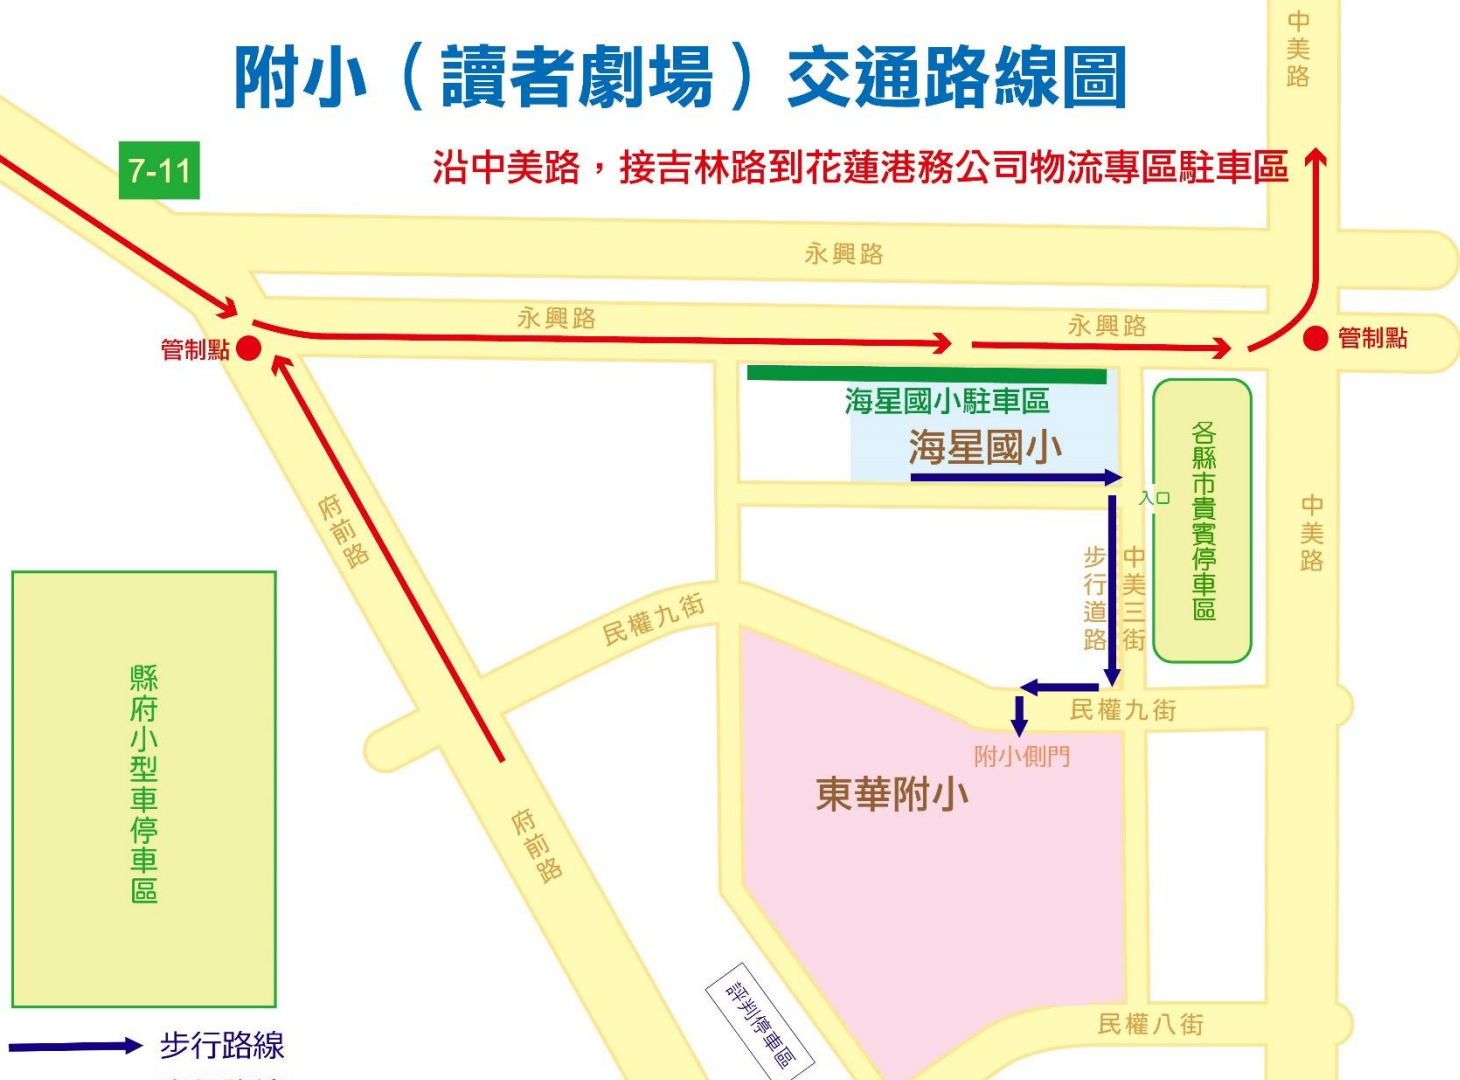 附小（讀者劇場）交通路線圖
中美路
7-11
沿中美路，接吉林路到花蓮港務公司物流專區駐車區
永興路
永興路
永興路
管制點
管制點
海星國小駐車區
海星國小
各縣市貴賓停車區
入口
府前路
中美路
步行道路
中美三街
民權九街
縣府小型車停車區
民權九街
附小側門
東華附小
府前路
評判停車區
民權八街
步行路線